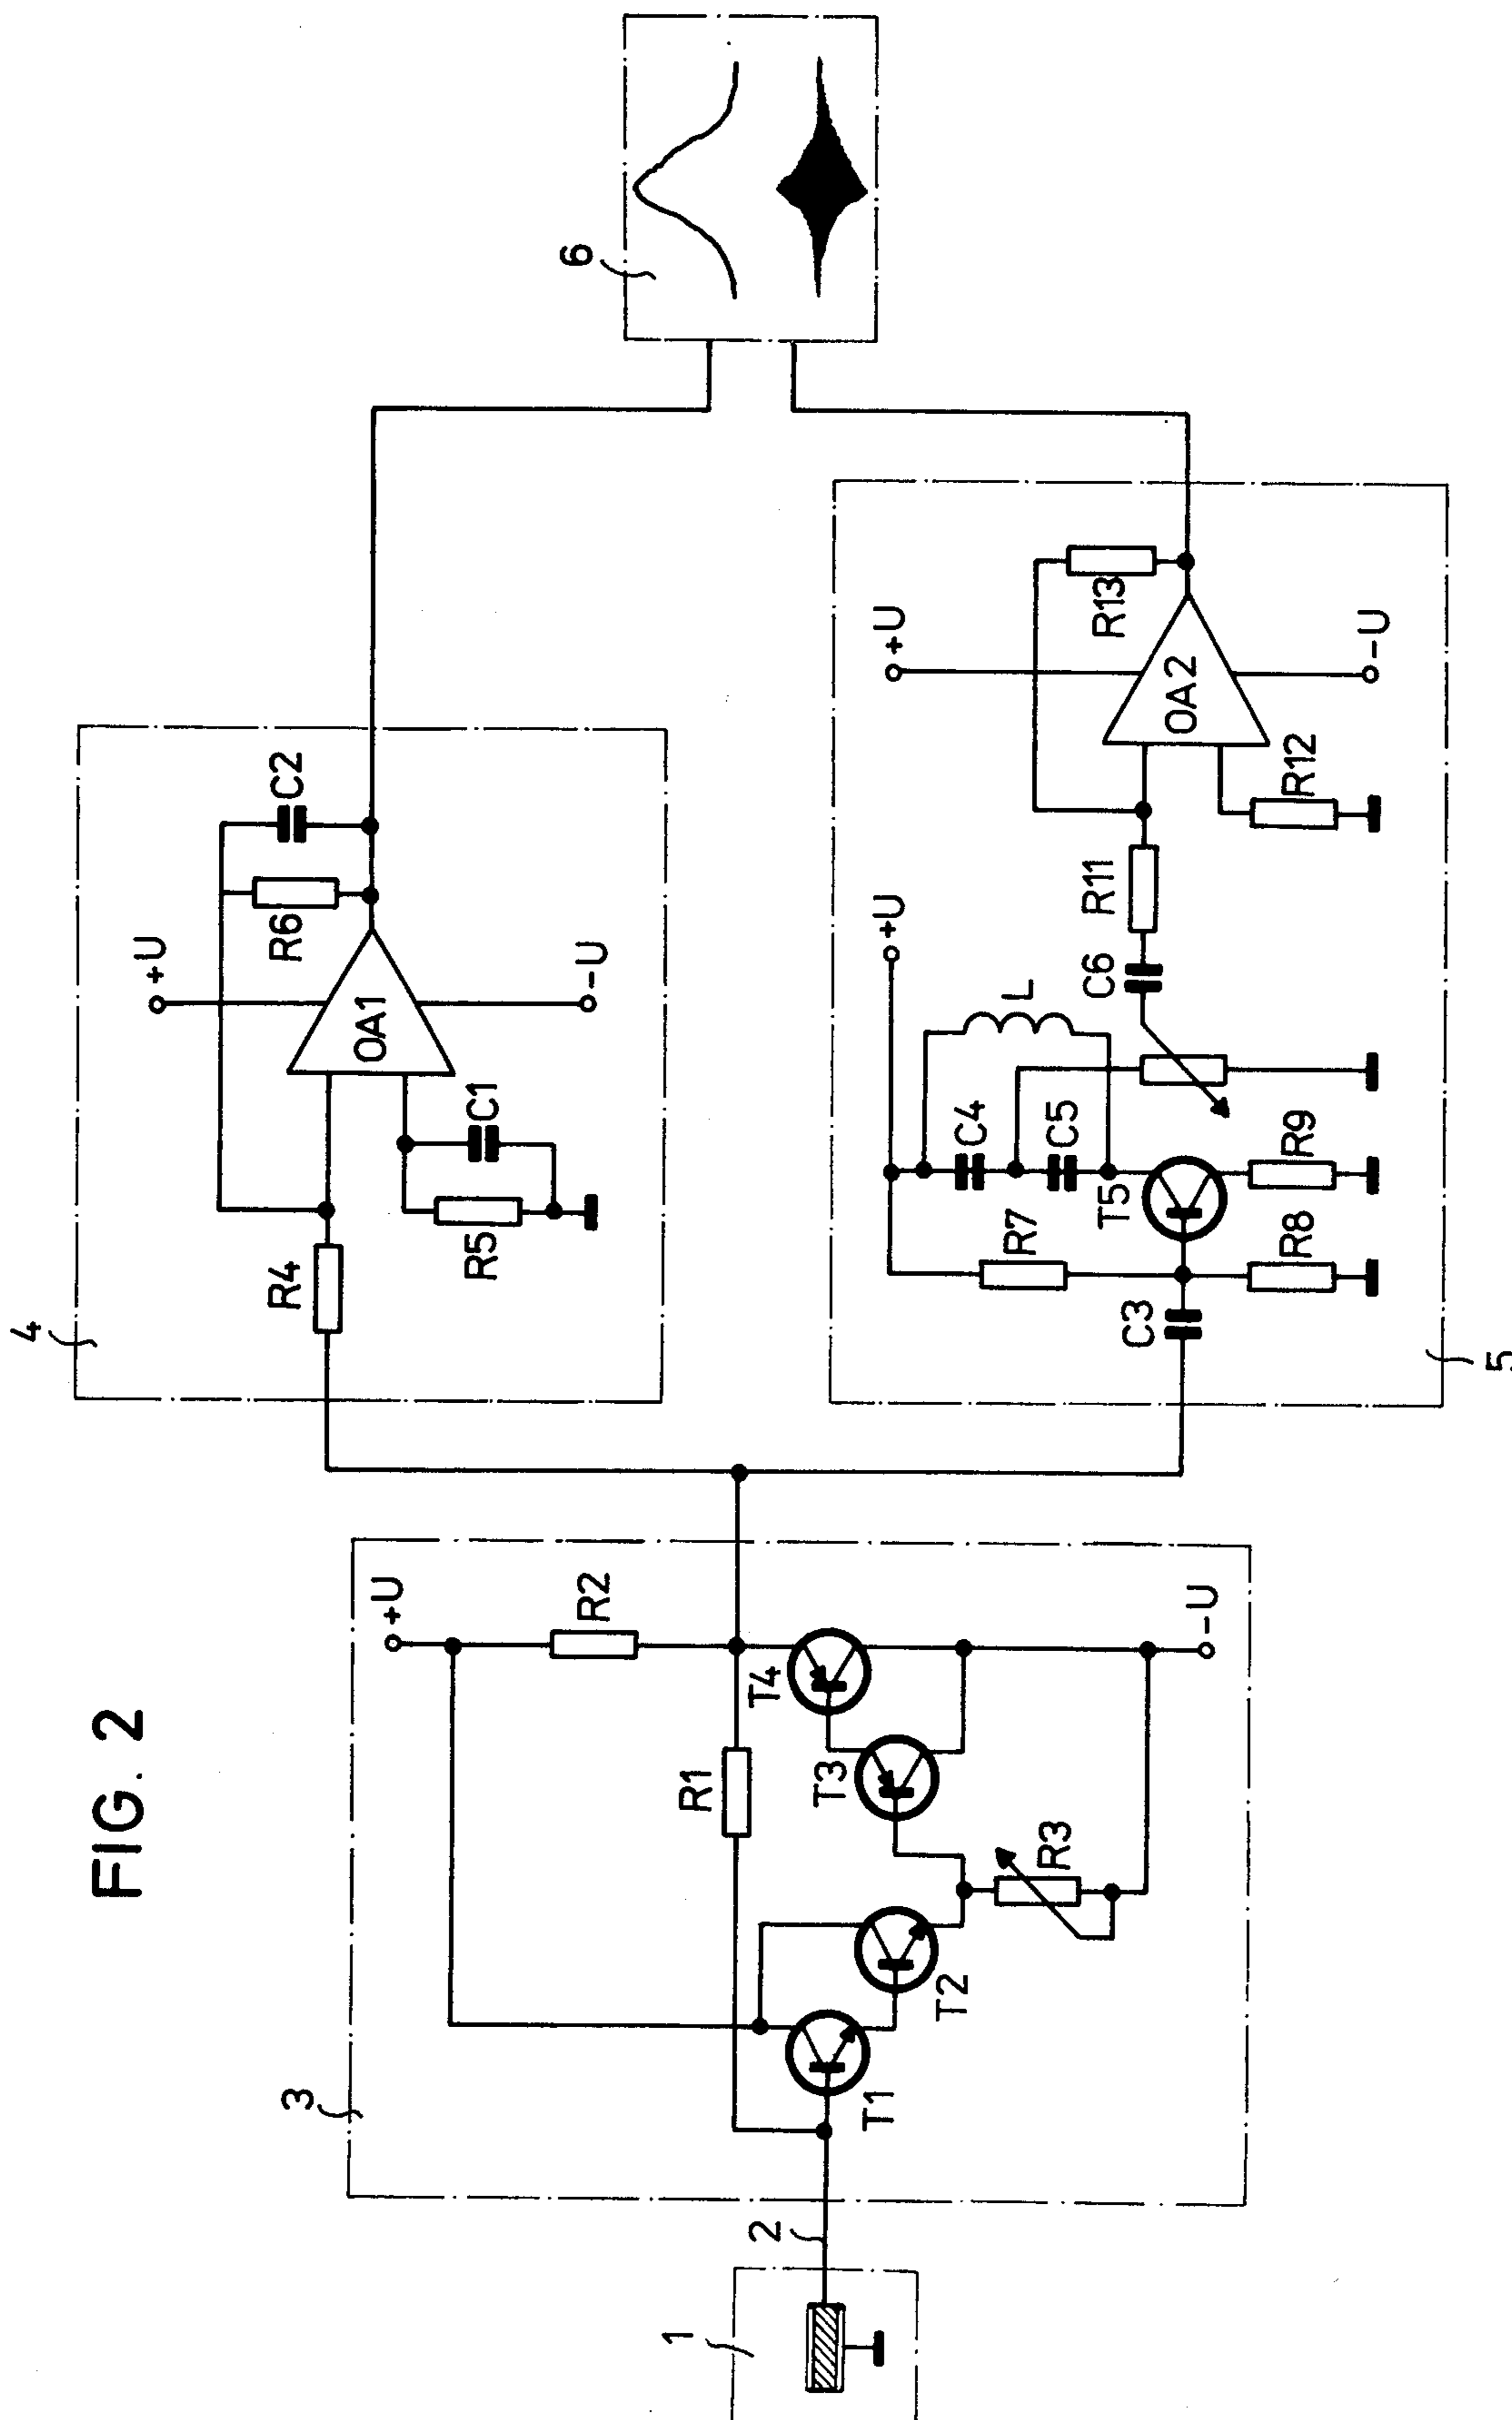 FIG. 2
1
2
3
+U
R2
R1
T1
T2
T3
T4
R3
-U
4
R4
R5
C1
+U
OA1
-U
R6
C2
5
C3
R7
R8
T5
R9
C4
C5
L
+U
C6
R11
+U
OA2
-U
R12
R13
6